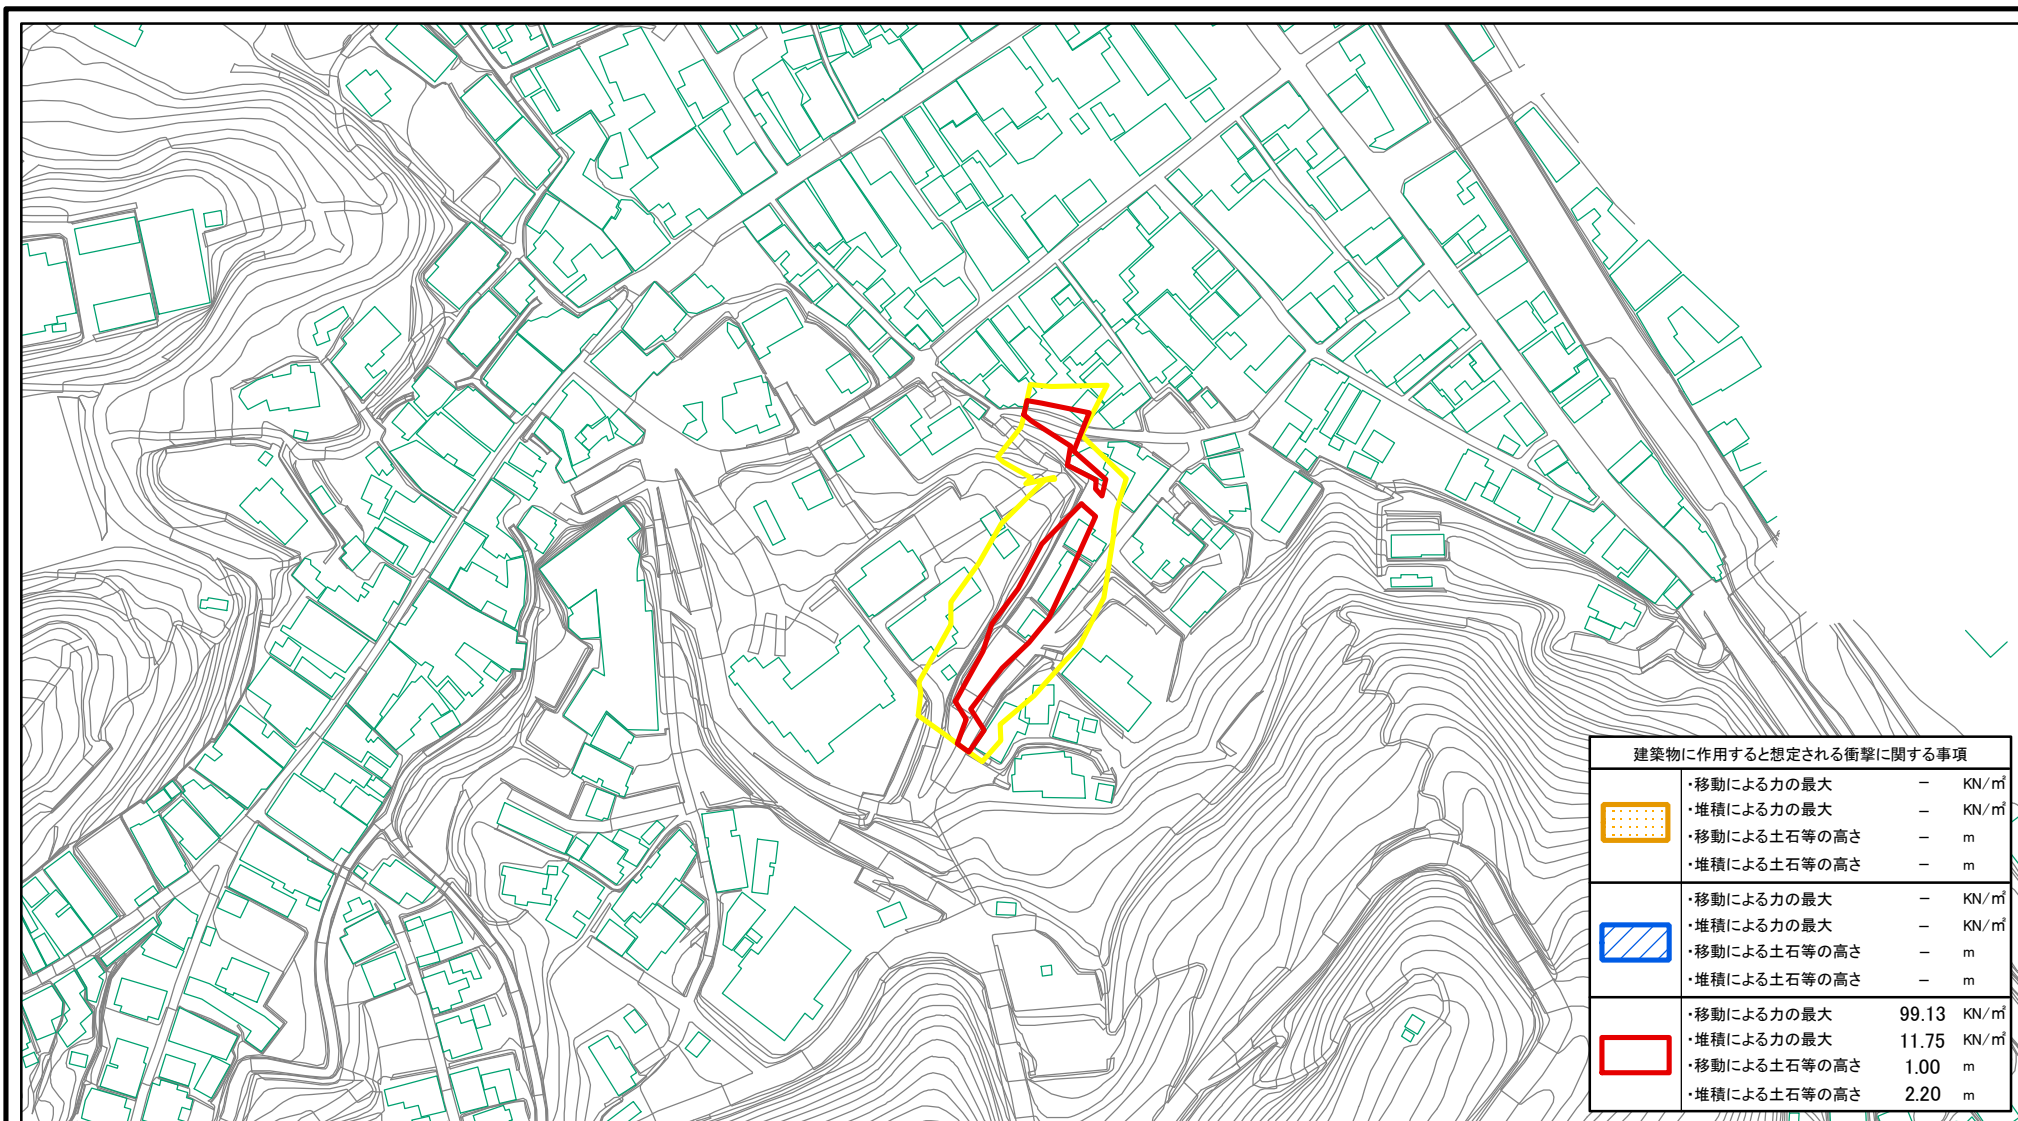 建築物に作用すると想定される衝撃に関する事項
・移動による力の最大 － KN/㎡
・堆積による力の最大 － KN/㎡
・移動による土石等の高さ － m
・堆積による土石等の高さ － m
・移動による力の最大 － KN/㎡
・堆積による力の最大 － KN/㎡
・移動による土石等の高さ － m
・堆積による土石等の高さ － m
・移動による力の最大 99.13 KN/㎡
・堆積による力の最大 11.75 KN/㎡
・移動による土石等の高さ 1.00 m
・堆積による土石等の高さ 2.20 m